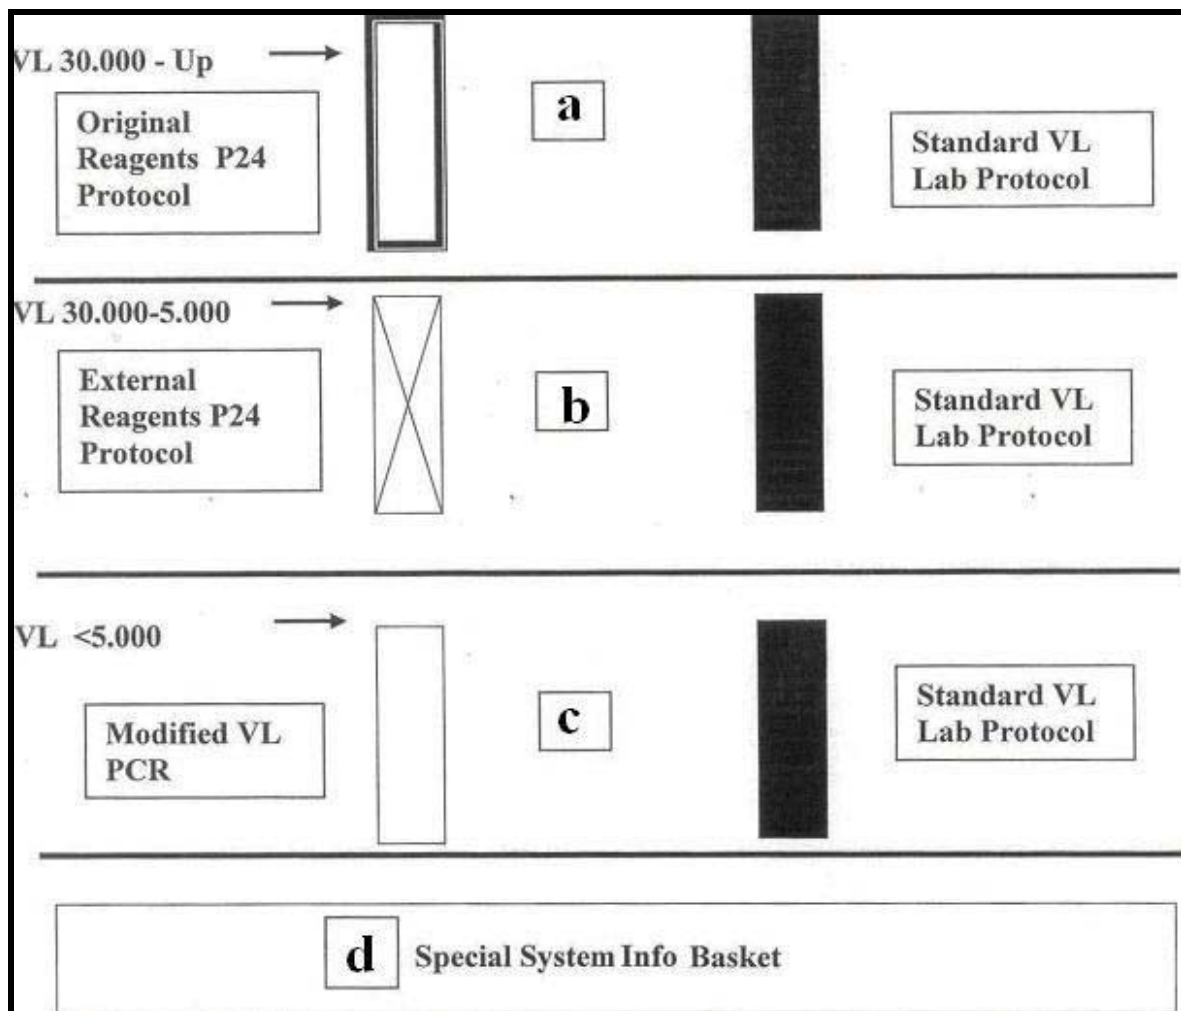 VL 30.000 - Up
Original
Reagents P24
Protocol
a
Standard VL
Lab Protocol
VL 30.000-5.000
External
Reagents P24
Protocol
b
Standard VL
Lab Protocol
VL <5.000
Modified VL
PCR
c
Standard VL
Lab Protocol
d Special System Info Basket